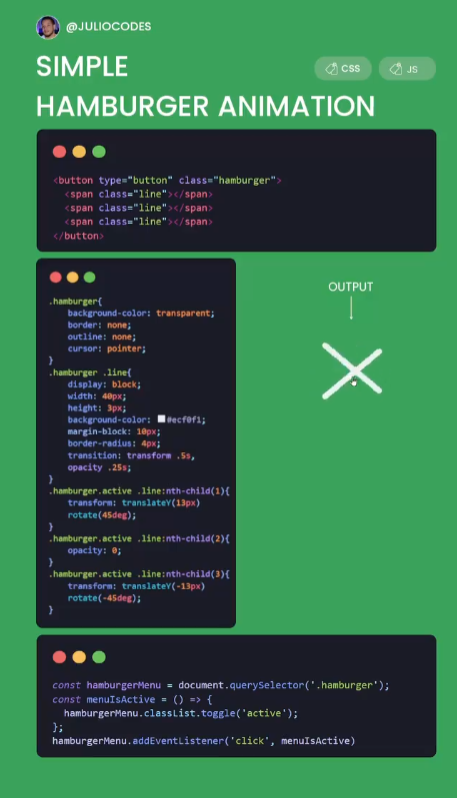 @JULIOCODES
SIMPLE
CSS
JS
HAMBURGER ANIMATION
<button type="button" class="hamburger">
<span class="line"></span>
<span class="line"></span>
<span class="line"></span>
</button>
.hamburger{
background-color: transparent;
border: none;
outline: none;
cursor: pointer;
}
.hamburger .line{
display: block;
width: 40px;
height: 3px;
background-color: #ecf0f1;
margin-block: 10px;
border-radius: 4px;
transition: transform .5s,
opacity .25s;
}
.hamburger.active .line:nth-child(1){
transform: translateY(13px)
rotate(45deg);
}
.hamburger.active .line:nth-child(2){
opacity: 0;
}
.hamburger.active .line:nth-child(3){
transform: translateY(-13px)
rotate(-45deg);
}
OUTPUT
const hamburgerMenu = document.querySelector('.hamburger');
const menuIsActive = () => {
hamburgerMenu.classList.toggle('active');
};
hamburgerMenu.addEventListener('click', menuIsActive)